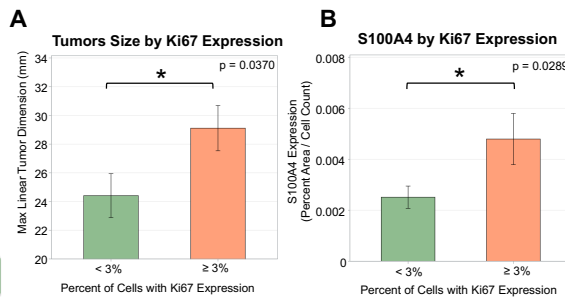 A
Tumors Size by Ki67 Expression
p = 0.0370
*
Max Linear Tumor Dimension (mm)
34
32
30
28
26
24
22
20
< 3%
≥ 3%
Percent of Cells with Ki67 Expression
B
S100A4 by Ki67 Expression
p = 0.0289
*
S100A4 Expression
(Percent Area / Cell Count)
0.008
0.006
0.004
0.002
0
< 3%
≥ 3%
Percent of Cells with Ki67 Expression